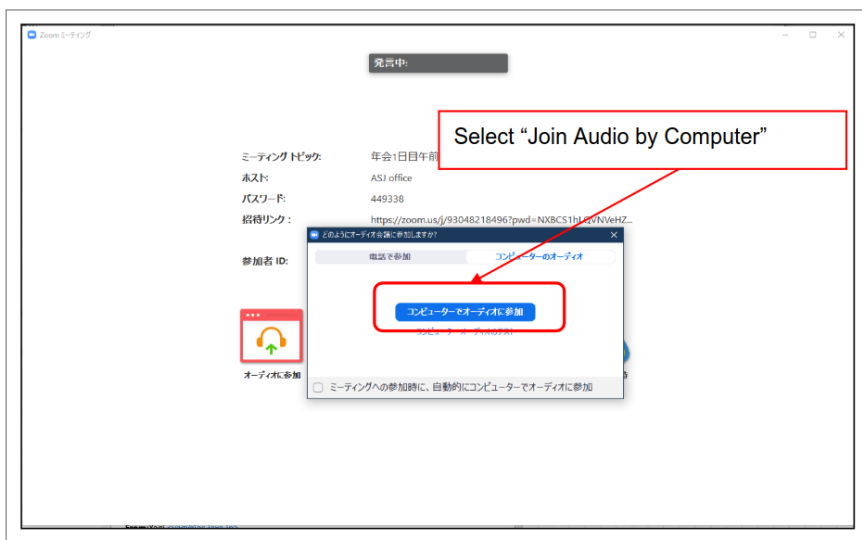 Zoom ミーティング
発言中:
Select “Join Audio by Computer”
ミーティング トピック: 年会1日目午前
ホスト: ASJ office
パスワード: 449338
招待リンク:
どのようにオーディオ会議に参加しますか?
参加者 ID:
電話で参加 コンピューターのオーディオ
コンピューターでオーディオに参加
オーディオに参加
ミーティングへの参加時に、自動的にコンピューターでオーディオに参加